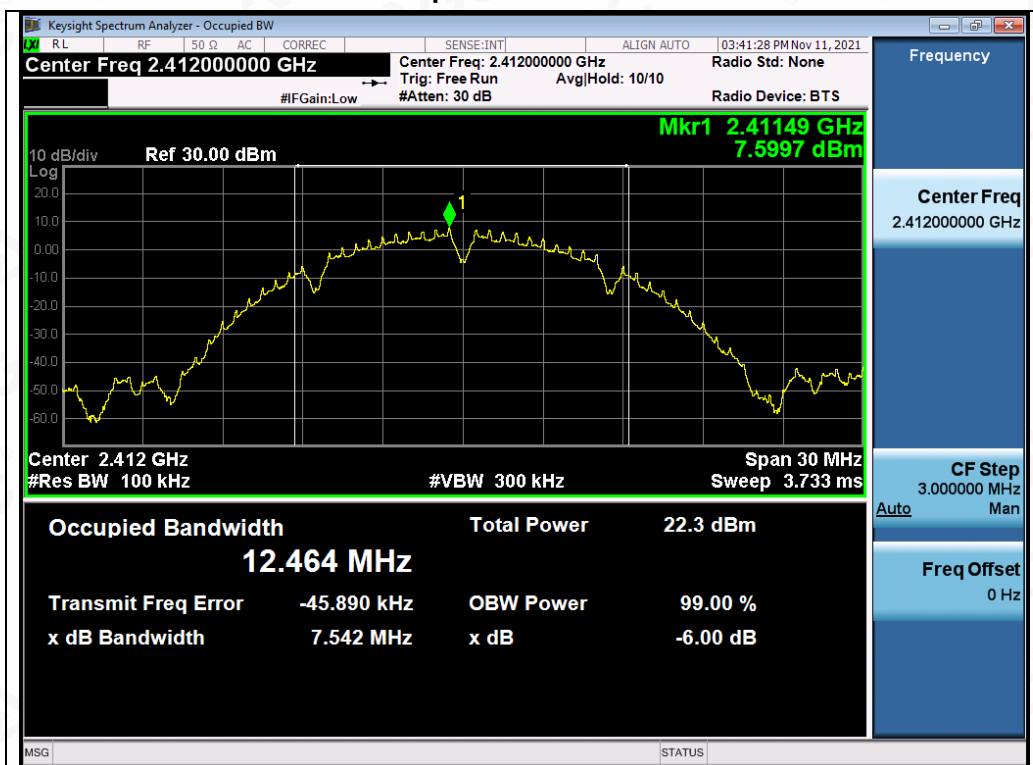 Keysight Spectrum Analyzer - Occupied BW
LXI RL RF 50 Ω AC CORREC SENSE:INT ALIGN AUTO 03:41:28 PM Nov 11, 2021
Center Freq 2.412000000 GHz
Center Freq: 2.412000000 GHz Radio Std: None
Trig: Free Run Avg|Hold: 10/10
#IFGain:Low #Atten: 30 dB Radio Device: BTS
Mkr1 2.41149 GHz
7.5997 dBm
10 dB/div Ref 30.00 dBm
Log
20.0
10.0
0.00
-10.0
-20.0
-30.0
-40.0
-50.0
-60.0
1
Center 2.412 GHz Span 30 MHz
#Res BW 100 kHz #VBW 300 kHz Sweep 3.733 ms
Occupied Bandwidth Total Power 22.3 dBm
12.464 MHz
Transmit Freq Error -45.890 kHz OBW Power 99.00 %
x dB Bandwidth 7.542 MHz x dB -6.00 dB
Frequency
Center Freq
2.412000000 GHz
CF Step
3.000000 MHz
Auto Man
Freq Offset
0 Hz
MSG STATUS